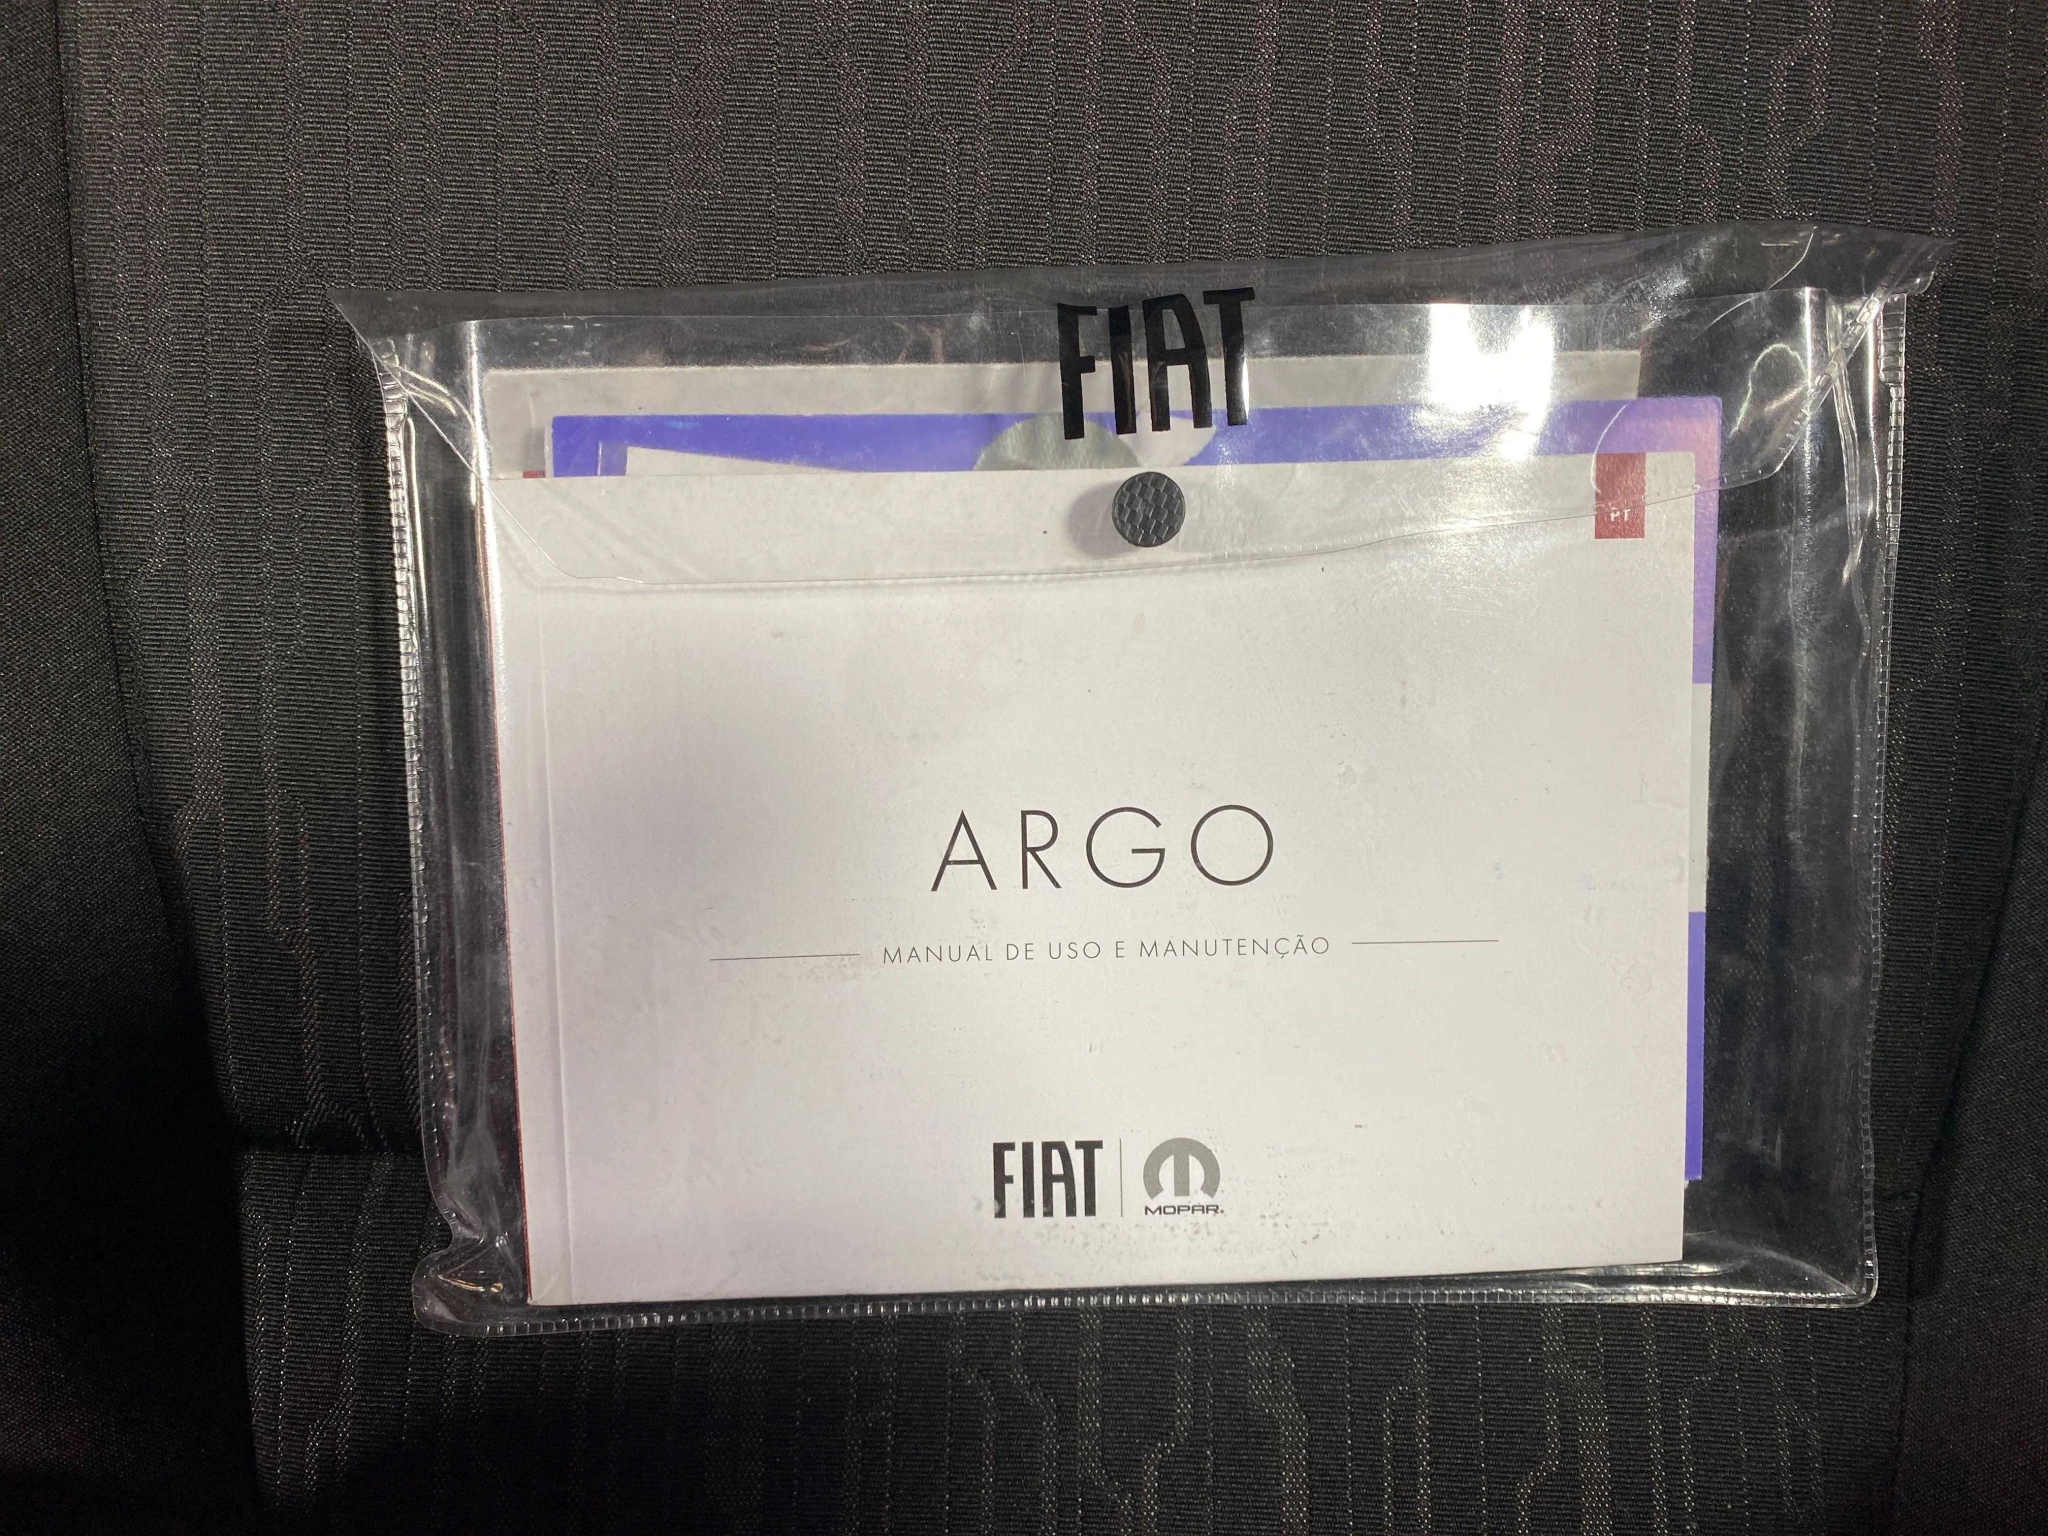 FIAT
PT
ARGO
MANUAL DE USO E MANUTENÇÃO
FIAT
MOPAR®